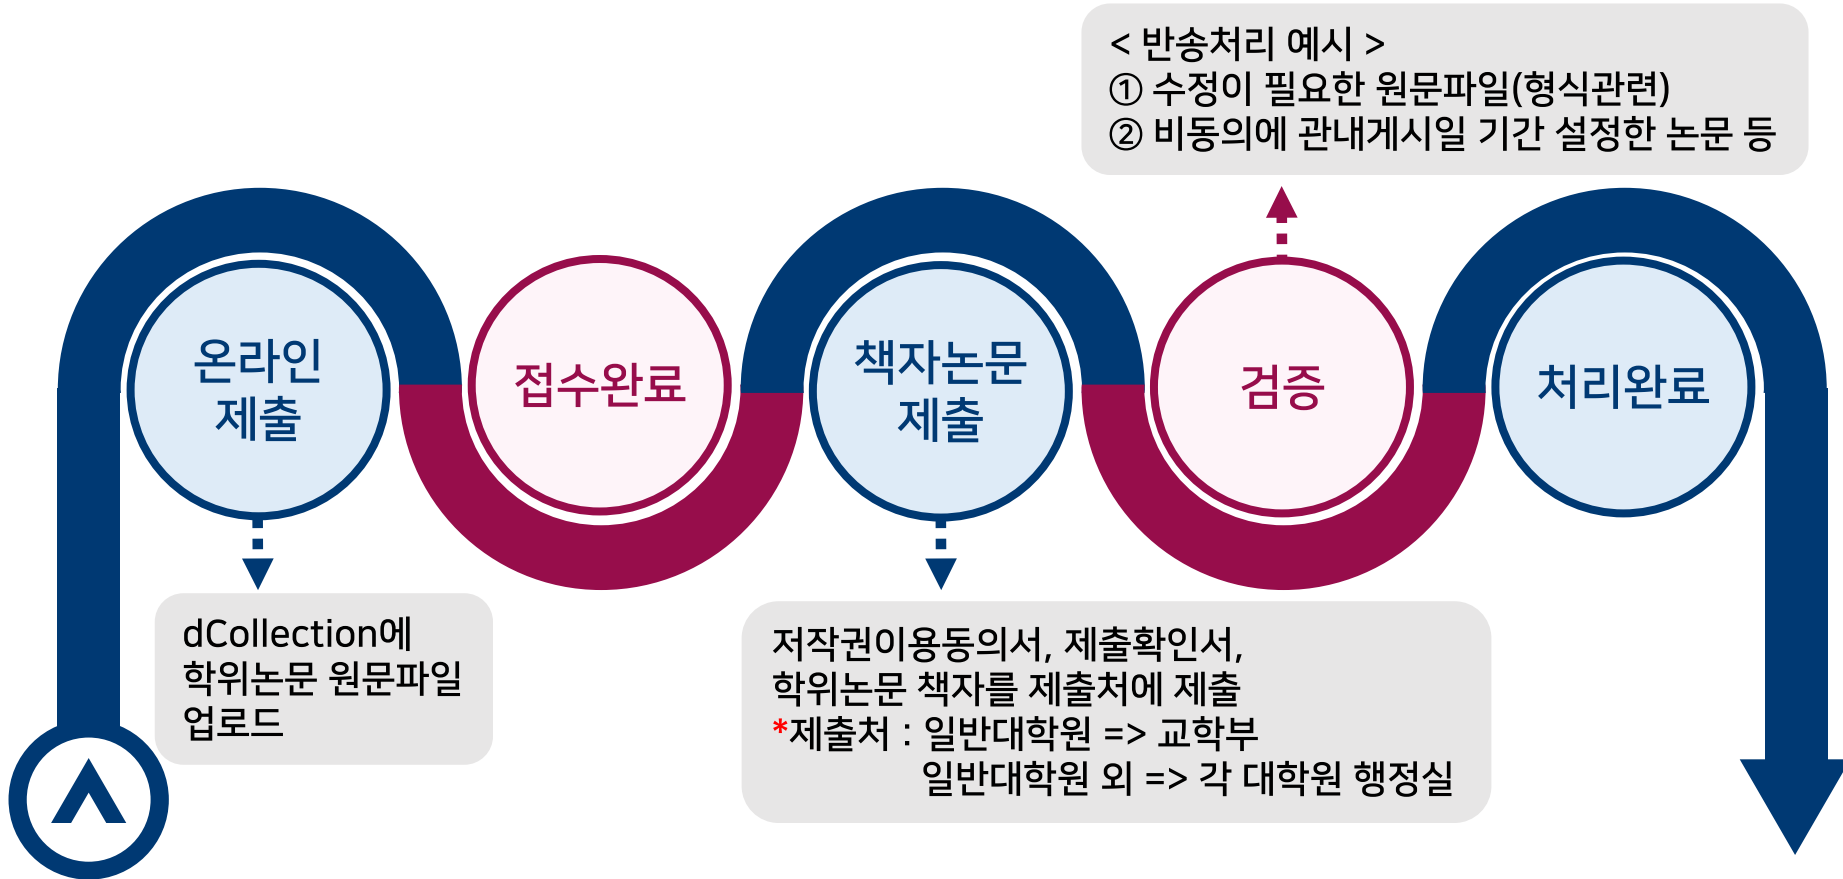 < 반송처리 예시 >
① 수정이 필요한 원문파일(형식관련)
② 비동의에 관내게시일 기간 설정한 논문 등
온라인
제출
접수완료
책자논문
제출
검증
처리완료
dCollection에
학위논문 원문파일
업로드
저작권이용동의서, 제출확인서,
학위논문 책자를 제출처에 제출
*제출처 : 일반대학원 => 교학부
일반대학원 외 => 각 대학원 행정실